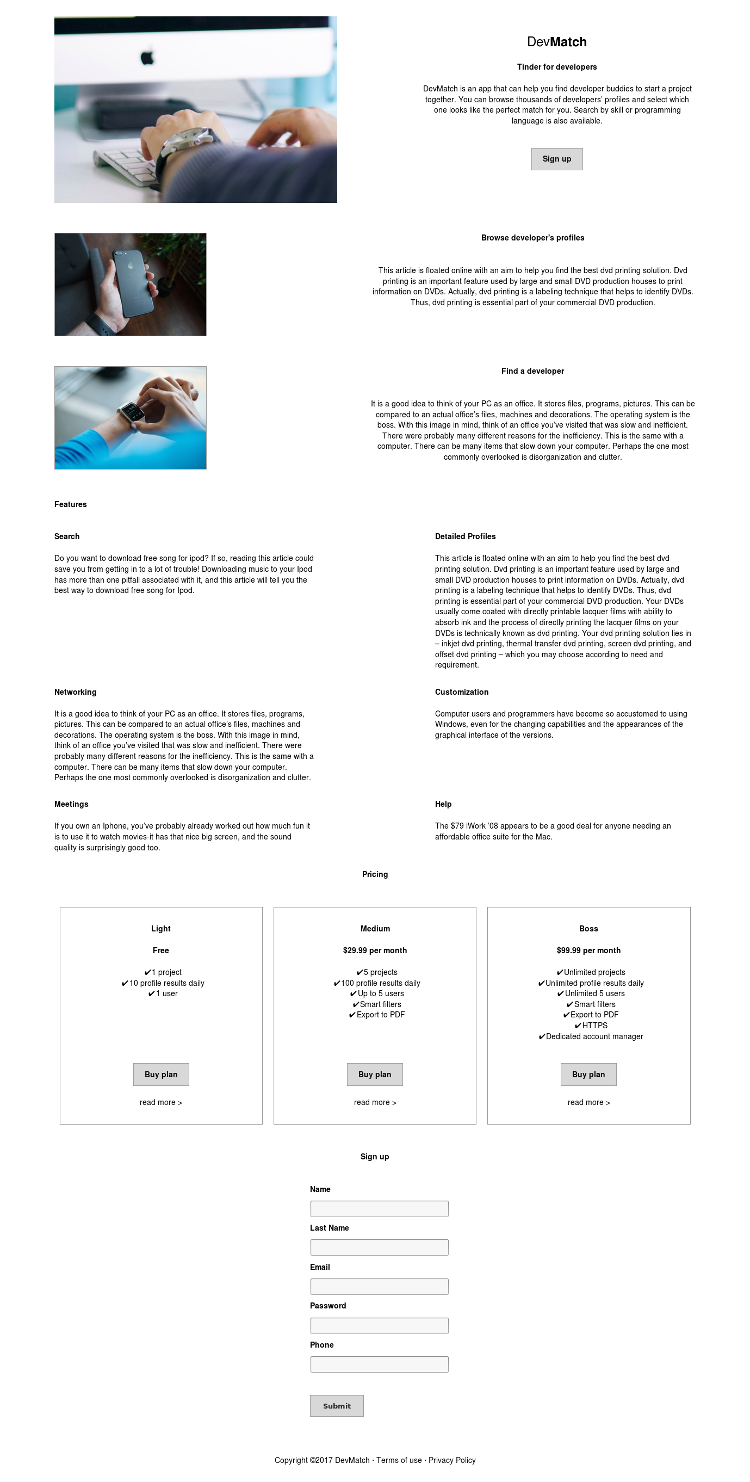 DevMatch
Tinder for developers
DevMatch is an app that can help you find developer buddies to start a project
together. You can browse thousands of developers' profiles and select which
one looks like the perfect match for you. Search by skill or programming
language is also available.
Sign up
Browse developer's profiles
This article is floated online with an aim to help you find the best dvd printing solution. Dvd
printing is an important feature used by large and small DVD production houses to print
information on DVDs. Actually, dvd printing is a labeling technique that helps to identify DVDs.
Thus, dvd printing is essential part of your commercial DVD production.
Find a developer
It is a good idea to think of your PC as an office. It stores files, programs, pictures. This can be
compared to an actual office's files, machines and decorations. The operating system is the
boss. With this image in mind, think of an office you've visited that was slow and inefficient.
There were probably many different reasons for the inefficiency. This is the same with a
computer. There can be many items that slow down your computer. Perhaps the one most
commonly overlooked is disorganization and clutter.
Features
Search
Do you want to download free song for ipod? If so, reading this article could
save you from getting in to a lot of trouble! Downloading music to your Ipod
has more than one pitfall associated with it, and this article will tell you the
best way to download free song for Ipod.
Detailed Profiles
This article is floated online with an aim to help you find the best dvd
printing solution. Dvd printing is an important feature used by large and
small DVD production houses to print information on DVDs. Actually, dvd
printing is a labeling technique that helps to identify DVDs. Thus, dvd
printing is essential part of your commercial DVD production. Your DVDs
usually come coated with directly printable lacquer films with ability to
absorb ink and the process of directly printing the lacquer films on your
DVDs is technically known as dvd printing. Your dvd printing solution lies in
– inkjet dvd printing, thermal transfer dvd printing, screen dvd printing, and
offset dvd printing – which you may choose according to need and
requirement.
Networking
It is a good idea to think of your PC as an office. It stores files, programs,
pictures. This can be compared to an actual office's files, machines and
decorations. The operating system is the boss. With this image in mind,
think of an office you've visited that was slow and inefficient. There were
probably many different reasons for the inefficiency. This is the same with a
computer. There can be many items that slow down your computer.
Perhaps the one most commonly overlooked is disorganization and clutter.
Customization
Computer users and programmers have become so accustomed to using
Windows, even for the changing capabilities and the appearances of the
graphical interface of the versions.
Meetings
If you own an Iphone, you've probably already worked out how much fun it
is to use it to watch movies-it has that nice big screen, and the sound
quality is surprisingly good too.
Help
The $79 iWork '08 appears to be a good deal for anyone needing an
affordable office suite for the Mac.
Pricing
Light
Free
✔1 project
✔10 profile results daily
✔1 user
Buy plan
read more >
Medium
$29.99 per month
✔5 projects
✔100 profile results daily
✔Up to 5 users
✔Smart filters
✔Export to PDF
Buy plan
read more >
Boss
$99.99 per month
✔Unlimited projects
✔Unlimited profile results daily
✔Unlimited 5 users
✔Smart filters
✔Export to PDF
✔HTTPS
✔Dedicated account manager
Buy plan
read more >
Sign up
Name
Last Name
Email
Password
Phone
Submit
Copyright ©2017 DevMatch - Terms of use - Privacy Policy